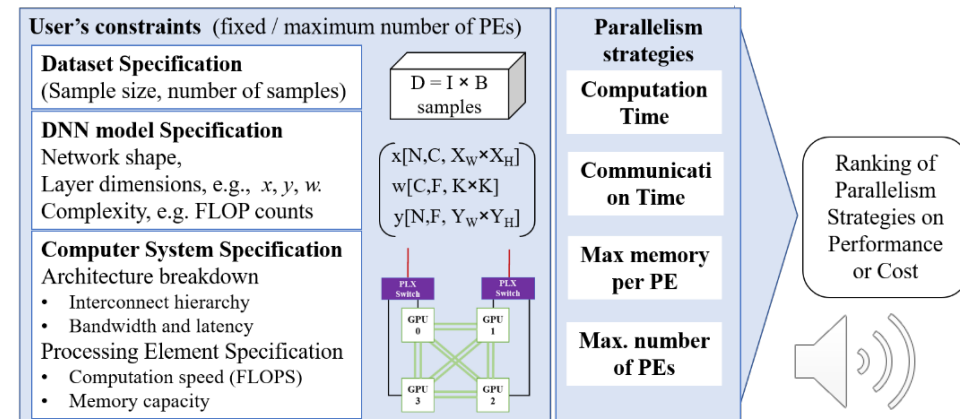 User's constraints (fixed / maximum number of PEs)
Dataset Specification
(Sample size, number of samples)
D = I × B
samples
DNN model Specification
Network shape,
Layer dimensions, e.g., x, y, w.
Complexity, e.g. FLOP counts
x[N,C, X_W×X_H]
w[C,F, K×K]
y[N,F, Y_W×Y_H]
Computer System Specification
Architecture breakdown
• Interconnect hierarchy
• Bandwidth and latency
Processing Element Specification
• Computation speed (FLOPS)
• Memory capacity
PLX
Switch
PLX
Switch
GPU
0
GPU
1
GPU
3
GPU
2
Parallelism
strategies
Computation
Time
Communicati
on Time
Max memory
per PE
Max. number
of PEs
Ranking of
Parallelism
Strategies on
Performance
or Cost